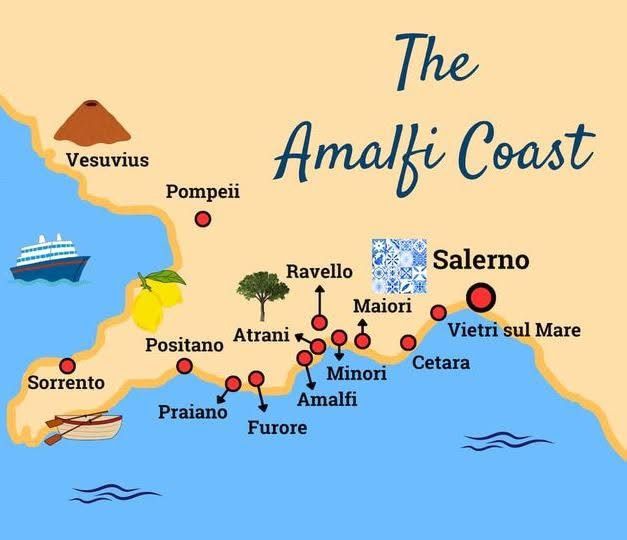 The
Amalfi Coast
Vesuvius
Pompeii
Salerno
Ravello
Maiori
Vietri sul Mare
Atrani
Positano
Cetara
Minori
Sorrento
Amalfi
Praiano
Furore